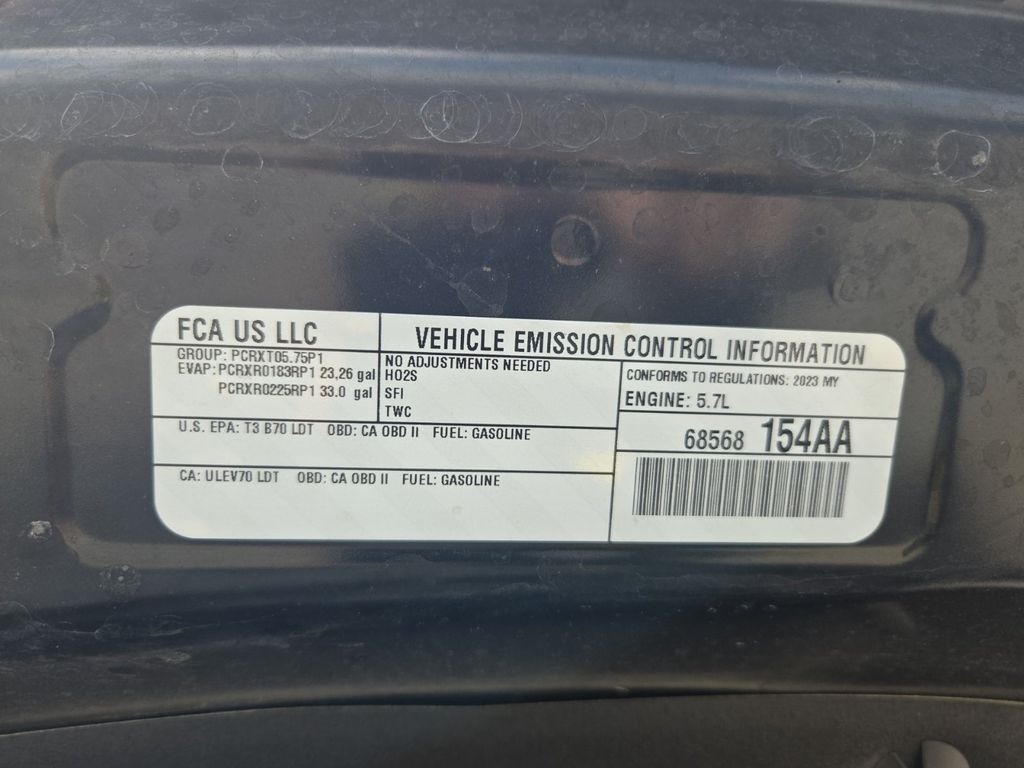 FCA US LLC
VEHICLE EMISSION CONTROL INFORMATION
GROUP: PCRXT05.75P1
EVAP: PCRXR0183RP1 23,26 gal
PCRXR0225RP1 33.0 gal
NO ADJUSTMENTS NEEDED
HO2S
SFI
TWC
CONFORMS TO REGULATIONS: 2023 MY
ENGINE: 5.7L
U.S. EPA: T3 B70 LDT OBD: CA OBD II FUEL: GASOLINE
68568 154AA
CA: ULEV70 LDT OBD: CA OBD II FUEL: GASOLINE